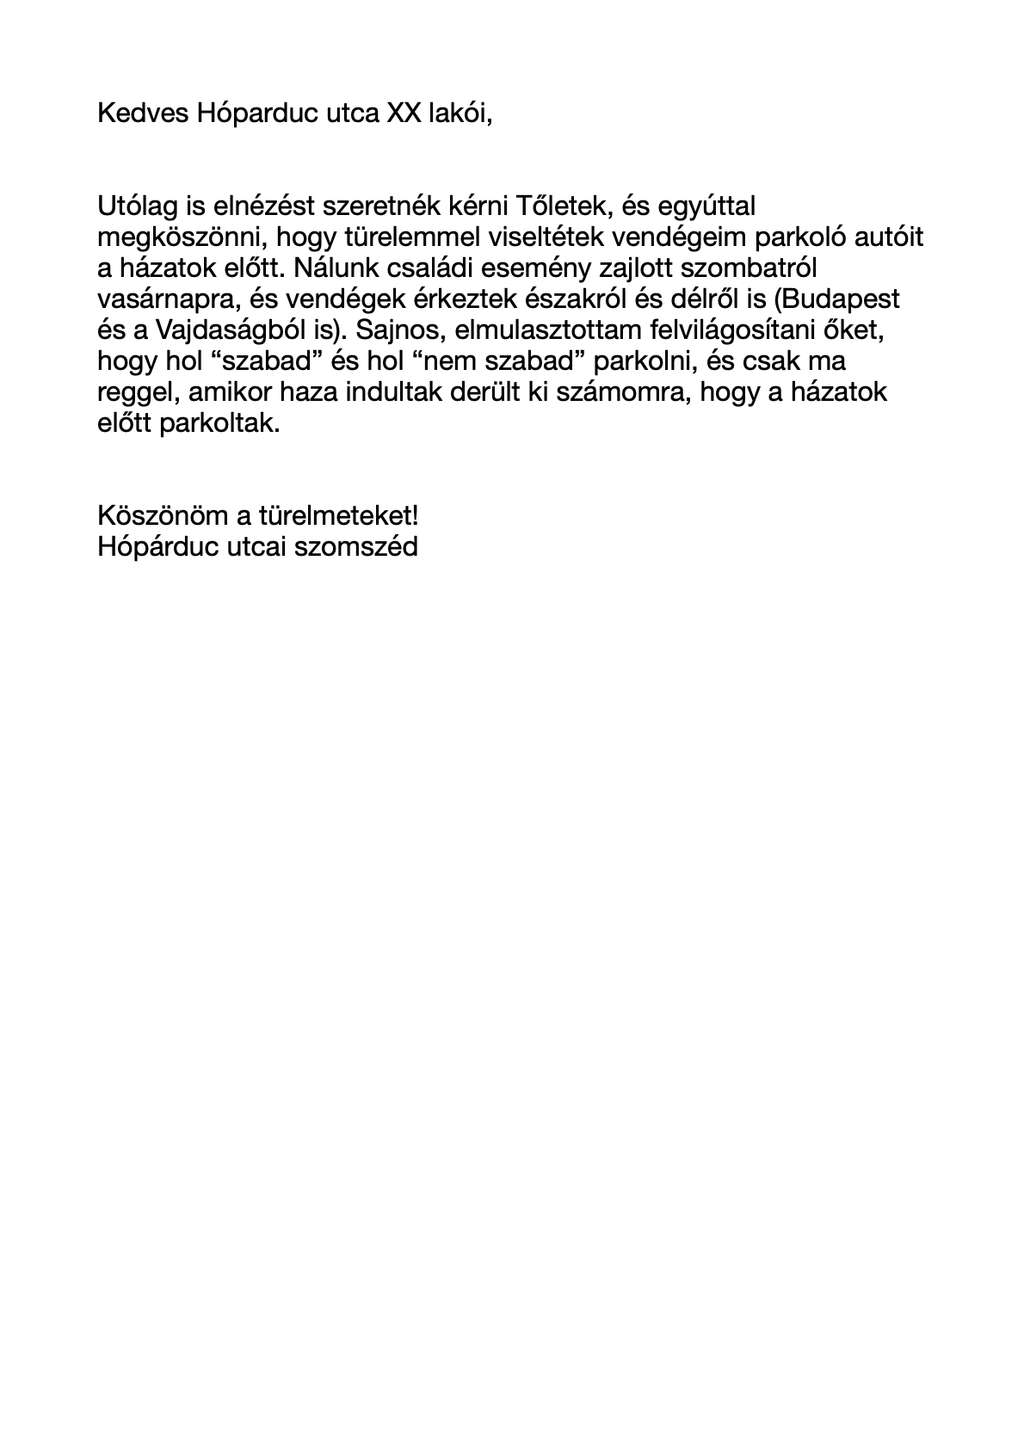 Kedves Hóparduc utca XX lakói,
Utólag is elnézést szeretnék kérni Tőletek, és egyúttal
megköszönni, hogy türelemmel viseltétek vendégeim parkoló autóit
a házatok előtt. Nálunk családi esemény zajlott szombatról
vasárnapra, és vendégek érkeztek északról és délről is (Budapest
és a Vajdaságból is). Sajnos, elmulasztottam felvilágosítani őket,
hogy hol “szabad” és hol “nem szabad” parkolni, és csak ma
reggel, amikor haza indultak derült ki számomra, hogy a házatok
előtt parkoltak.
Köszönöm a türelmeteket!
Hópárduc utcai szomszéd